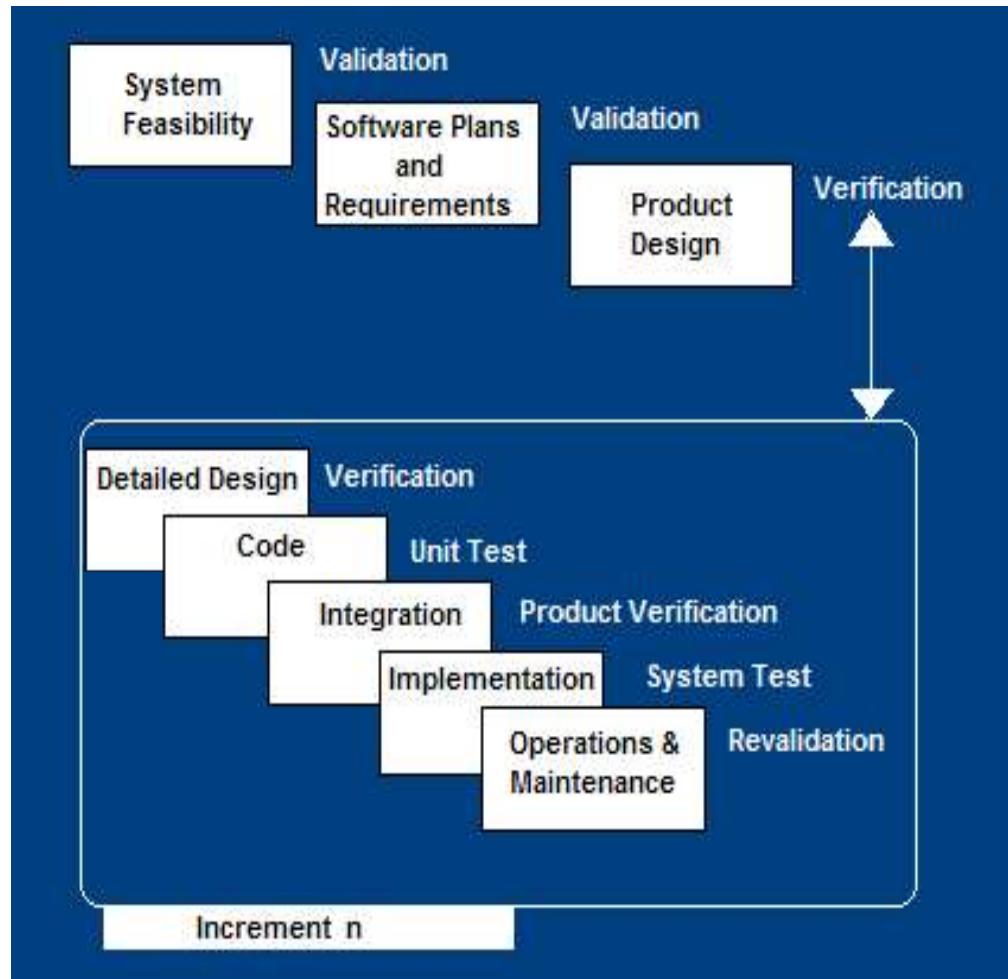 System
Feasibility
Validation
Software Plans
and
Requirements
Validation
Product
Design
Verification
Detailed Design
Verification
Code
Unit Test
Integration
Product Verification
Implementation
System Test
Operations &
Maintenance
Revalidation
Increment n